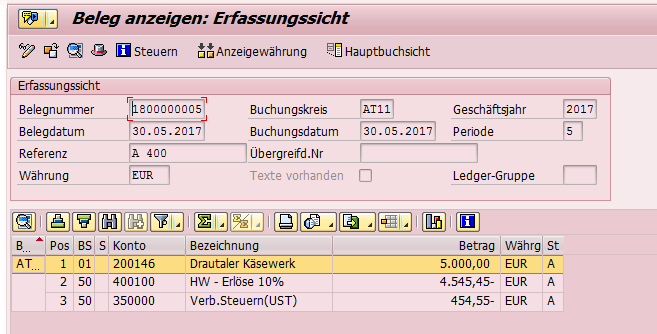 Beleg anzeigen: Erfassungssicht
Steuern Anzeigewährung Hauptbuchsicht
Erfassungssicht
Belegnummer 1800000005 Buchungskreis AT11 Geschäftsjahr 2017
Belegdatum 30.05.2017 Buchungsdatum 30.05.2017 Periode 5
Referenz A 400 Übergreifd.Nr
Währung EUR Texte vorhanden Ledger-Gruppe
B... Pos BS S Konto Bezeichnung Betrag Währg St
AT... 1 01 200146 Drautaler Käsewerk 5.000,00 EUR A
2 50 400100 HW - Erlöse 10% 4.545,45- EUR A
3 50 350000 Verb.Steuern(UST) 454,55- EUR A